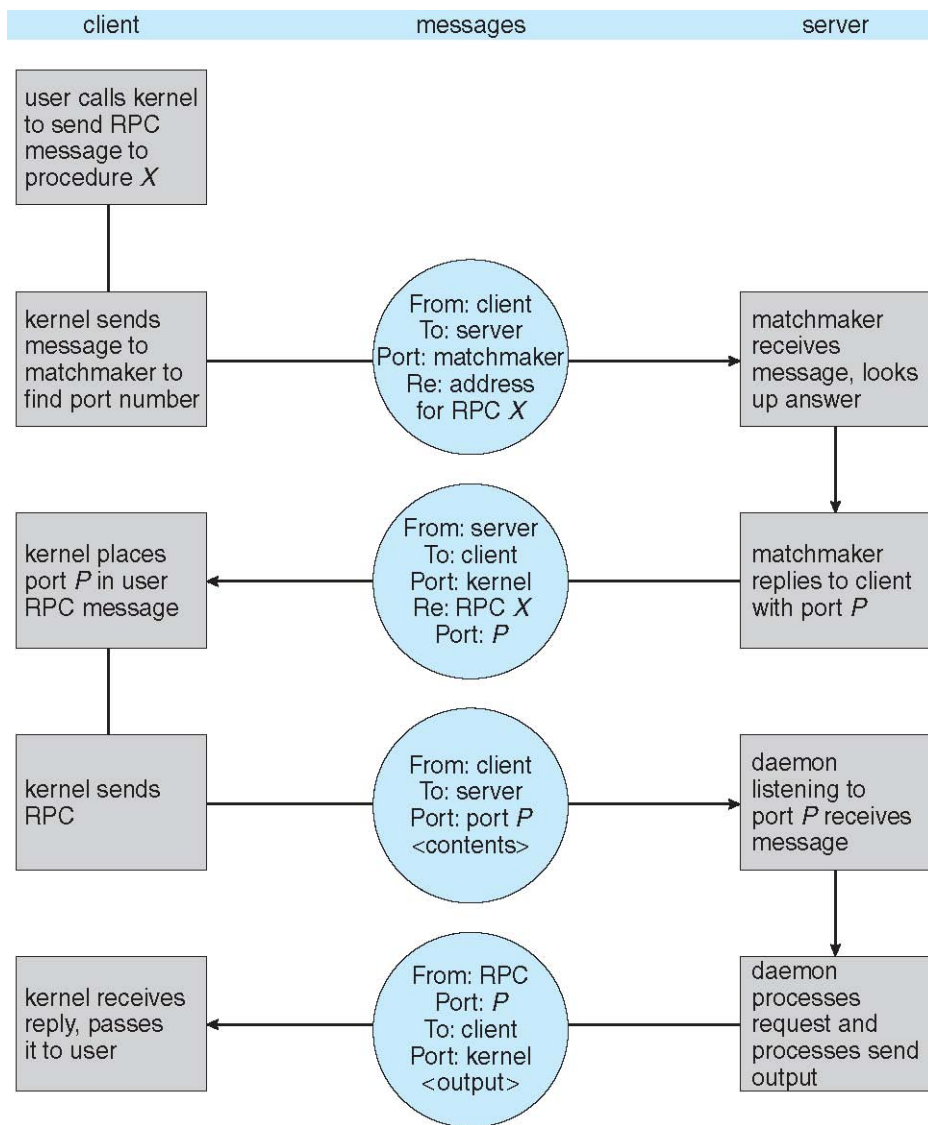 client
messages
server
user calls kernel
to send RPC
message to
procedure X
kernel sends
message to
matchmaker to
find port number
From: client
To: server
Port: matchmaker
Re: address
for RPC X
matchmaker
receives
message, looks
up answer
kernel places
port P in user
RPC message
From: server
To: client
Port: kernel
Re: RPC X
Port: P
matchmaker
replies to client
with port P
kernel sends
RPC
From: client
To: server
Port: port P
<contents>
daemon
listening to
port P receives
message
kernel receives
reply, passes
it to user
From: RPC
Port: P
To: client
Port: kernel
<output>
daemon
processes
request and
processes send
output